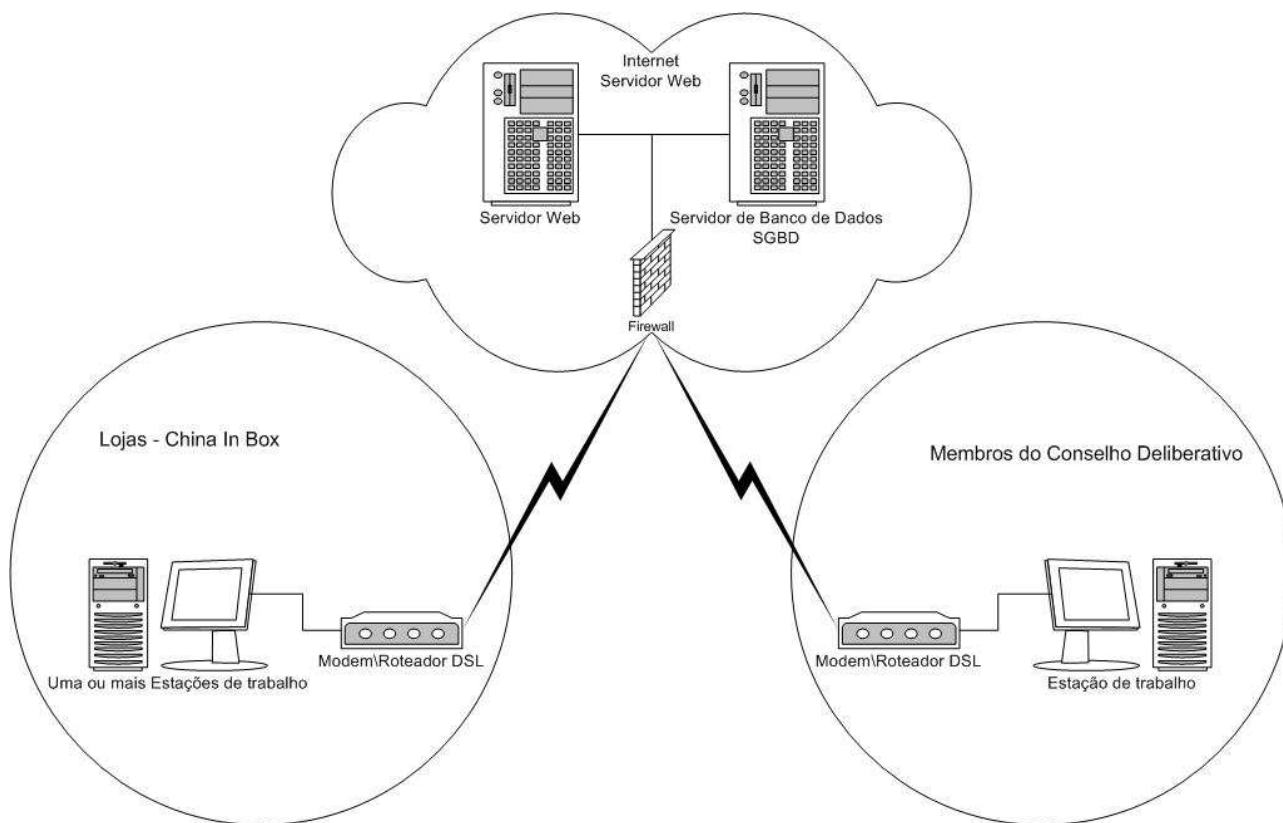 Internet
Servidor Web
Servidor Web
Servidor de Banco de Dados
SGBD
Firewall
Lojas - China In Box
Membros do Conselho Deliberativo
Modem\Roteador DSL
Uma ou mais Estações de trabalho
Modem\Roteador DSL
Estação de trabalho